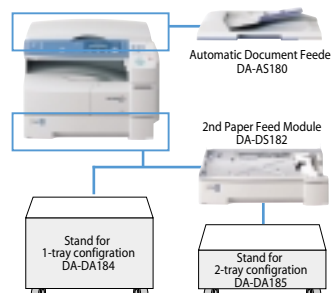 Automatic Document Feede
DA-AS180
2nd Paper Feed Module
DA-DS182
Stand for
1-tray configration
DA-DA184
Stand for
2-tray configration
DA-DA185